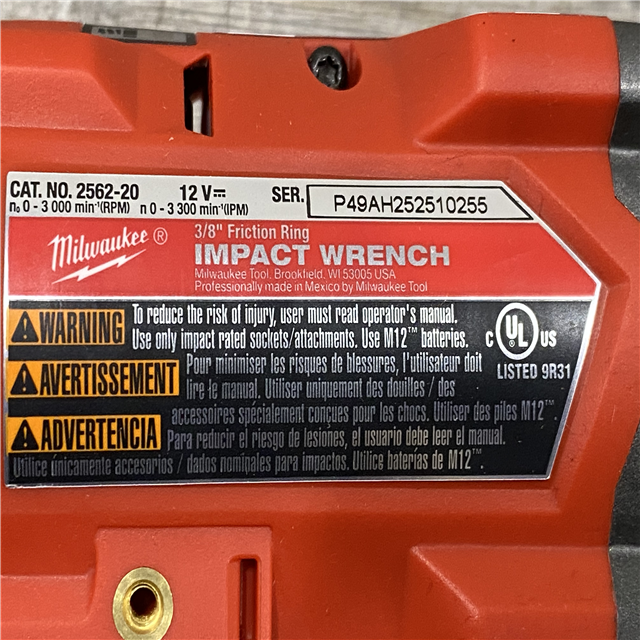 CAT. NO. 2562-20 12 V⎓ SER. P49AH252510255
n₀ 0 - 3 000 min⁻¹(RPM) n 0 - 3 300 min⁻¹(IPM)
Milwaukee®
3/8" Friction Ring
IMPACT WRENCH
Milwaukee Tool, Brookfield, WI 53005 USA
Professionally made in Mexico by Milwaukee Tool
WARNING To reduce the risk of injury, user must read operator's manual.
Use only impact rated sockets/attachments. Use M12™ batteries.
C UL US
LISTED 9R31
AVERTISSEMENT Pour minimiser les risques de blessures, l'utilisateur doit
lire le manual. Utiliser uniquement des douilles / des
accessoires spécialement conçues pour les chocs. Utiliser des piles M12™.
ADVERTENCIA Para reducir el riesgo de lesiones, el usuario debe leer el manual.
Utilice únicamente accesorios / dados nominales para impactos. Utilice baterías de M12™.